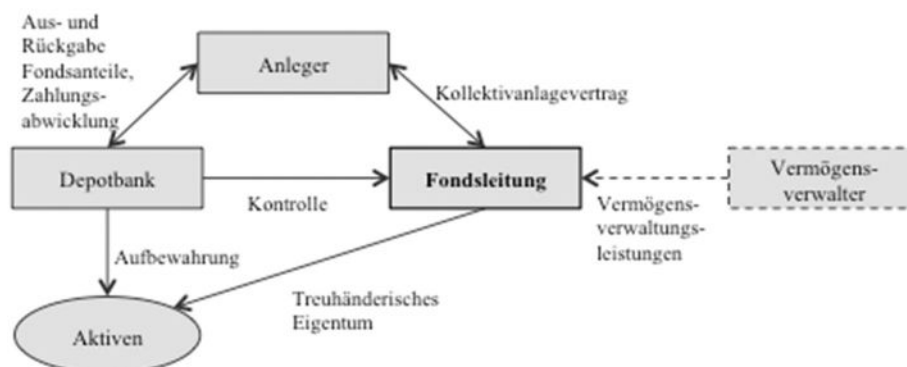 Aus- und
Rückgabe
Fondsanteile,
Zahlungs-
abwicklung
Anleger
Kollektivanlagevertrag
Depotbank
Kontrolle
Fondsleitung
Vermögens-
verwalter
Vermögens-
verwaltungs-
leistungen
Aufbewahrung
Treuhänderisches
Eigentum
Aktiven